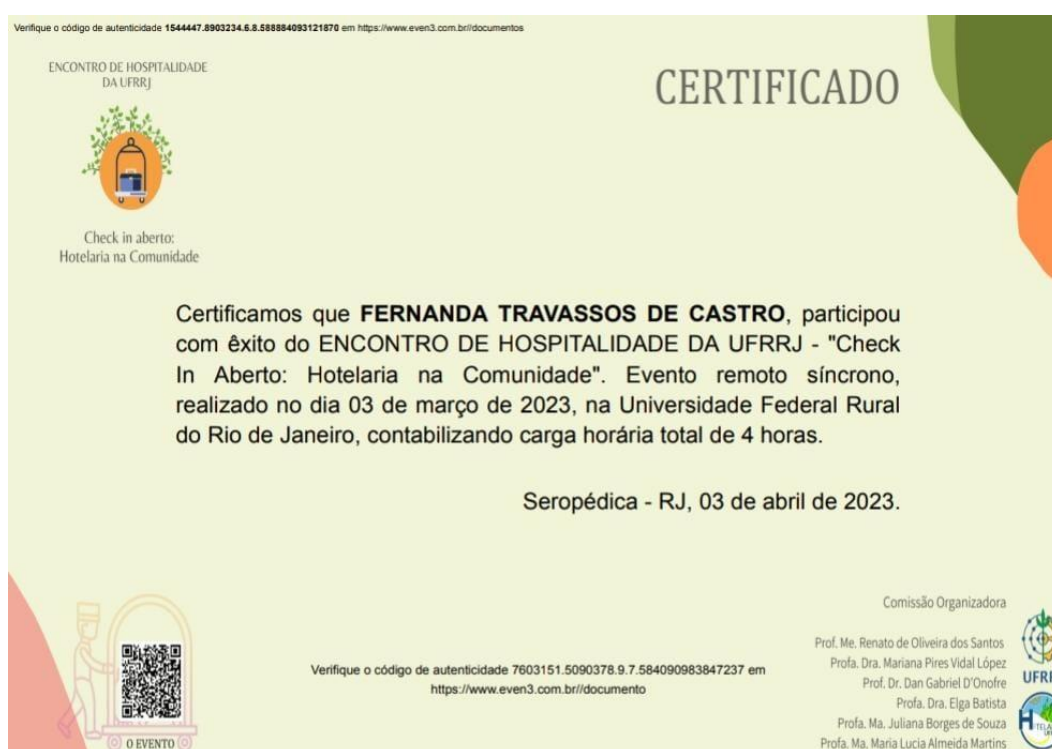 Verifique o código de autenticidade 1544447.8903234.6.8.588884093121870 em https://www.even3.com.br//documentos
ENCONTRO DE HOSPITALIDADE
DA UFRRJ
CERTIFICADO
Check in aberto:
Hotelaria na Comunidade
Certificamos que FERNANDA TRAVASSOS DE CASTRO, participou
com êxito do ENCONTRO DE HOSPITALIDADE DA UFRRJ - "Check
In Aberto: Hotelaria na Comunidade". Evento remoto síncrono,
realizado no dia 03 de março de 2023, na Universidade Federal Rural
do Rio de Janeiro, contabilizando carga horária total de 4 horas.
Seropédica - RJ, 03 de abril de 2023.
Comissão Organizadora
Prof. Me. Renato de Oliveira dos Santos
Profa. Dra. Mariana Pires Vidal López
Prof. Dr. Dan Gabriel D'Onofre
Profa. Dra. Elga Batista
Profa. Ma. Juliana Borges de Souza
Profa. Ma. Maria Lucia Almeida Martins
Verifique o código de autenticidade 7603151.5090378.9.7.584090983847237 em
https://www.even3.com.br//documento
O EVENTO